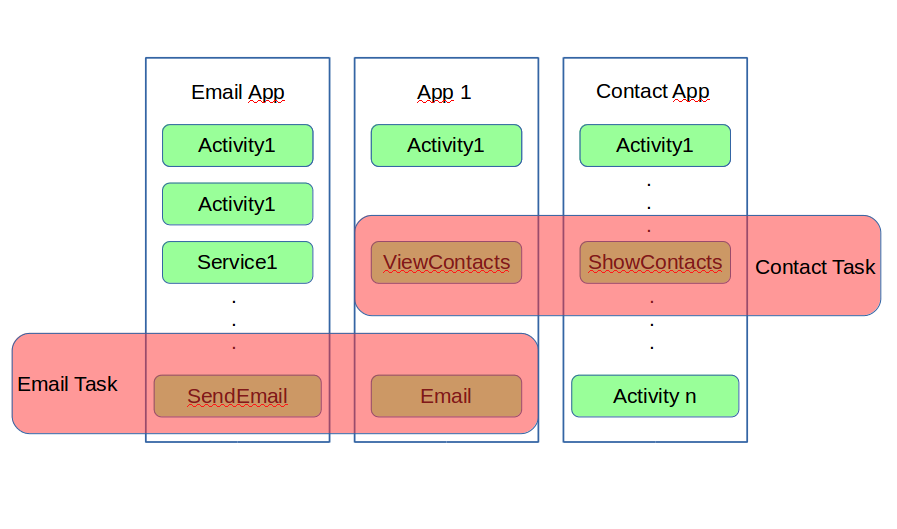 Email App
App 1
Contact App
Activity1
Activity1
Activity1
Activity1
Service1
ViewContacts
ShowContacts
Contact Task
Email Task
SendEmail
Email
Activity n